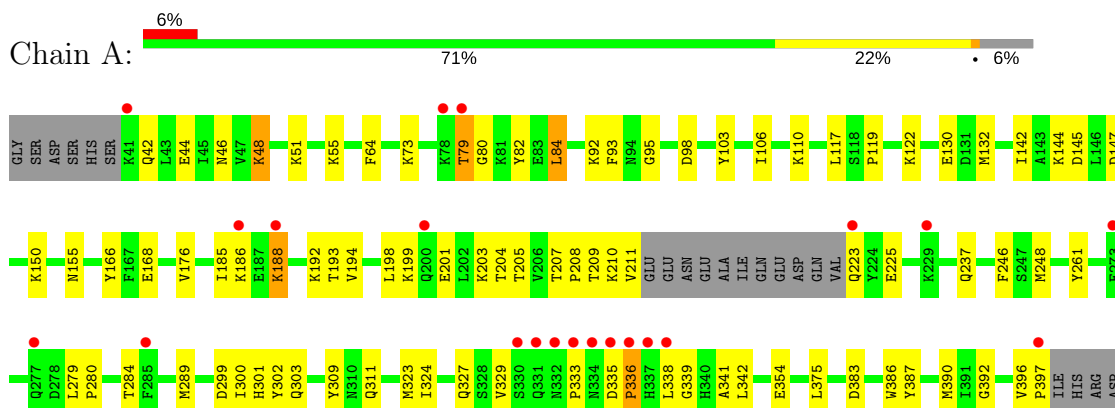 6%
Chain A:
71% 22% • 6%
GLY SER ASP SER HIS SER K41 Q42 L43 E44 I45 N46 V47 K48 K51 K55 F64 K73 K78 T79 G80 K81 Y82 E83 L84 K92 F93 N94 G95 D98 Y103 I106 K110 L117 S118 P119 K122 E130 D131 M132 I142 A143 K144 D145 L146
K150 N155 Y166 F167 E168 V176 I185 K186 E187 K188 K192 T193 V194 L198 K199 Q200 E201 L202 K203 T204 T205 V206 T207 P208 T209 K210 V211 GLU GLU ASN GLU ALA ILE GLN GLU ASP GLN VAL Q223 Y224 E225 K229 Q237 F246 S247 M248 Y261
Q277 D278 L279 P280 T284 F285 M289 D299 I300 H301 Y302 Q303 Y309 N310 Q311 M323 I324 Q327 S328 V329 S330 Q331 N332 P333 N334 D335 P336 H337 L338 G339 H340 A341 L342 E354 L375 D383 W386 Y387 M390 I391 G392 V396 P397 ILE HIS ARG ASP